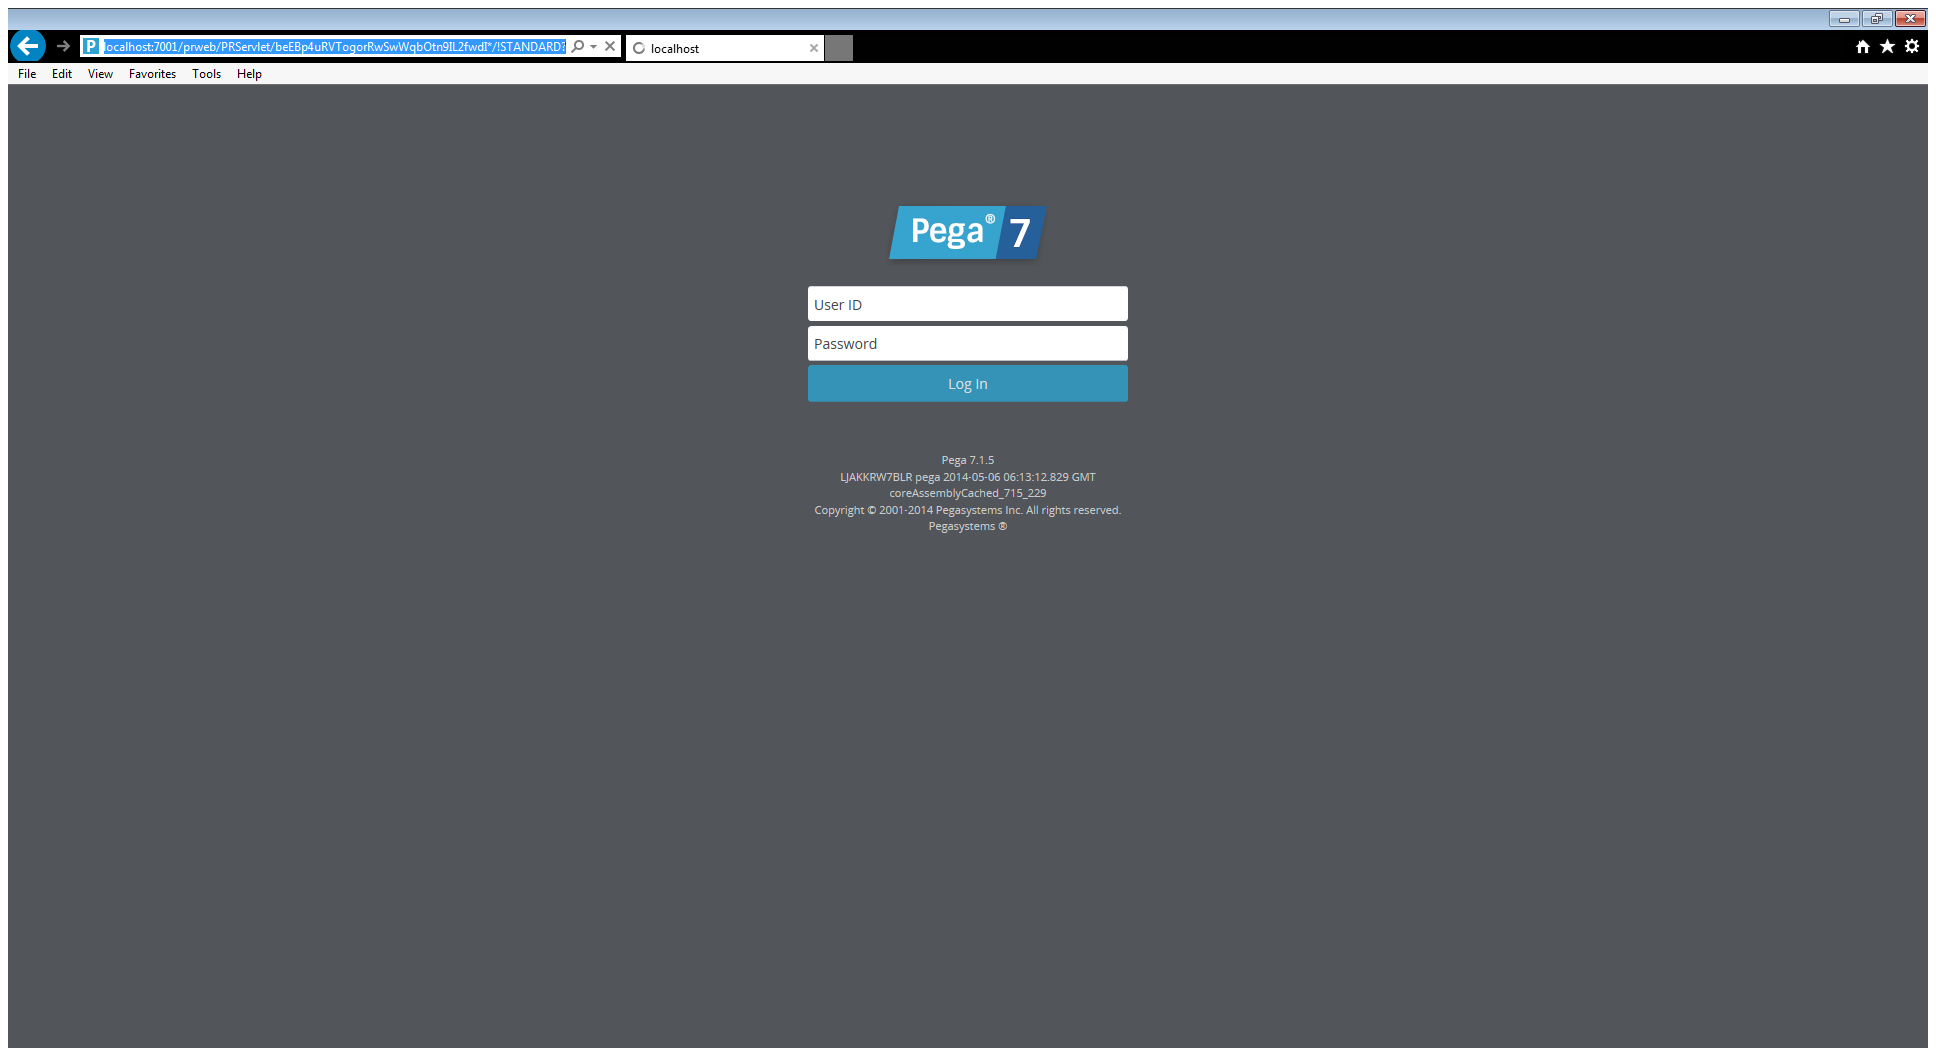 P localhost:7001/prweb/PRServlet/beEBp4uRVTogorRwSwWqbOtn9IL2fwdI*/!STANDARD? localhost
File Edit View Favorites Tools Help
Pega® 7
User ID
Password
Log In
Pega 7.1.5
LJAKKRW7BLR pega 2014-05-06 06:13:12.829 GMT
coreAssemblyCached_715_229
Copyright © 2001-2014 Pegasystems Inc. All rights reserved.
Pegasystems ®